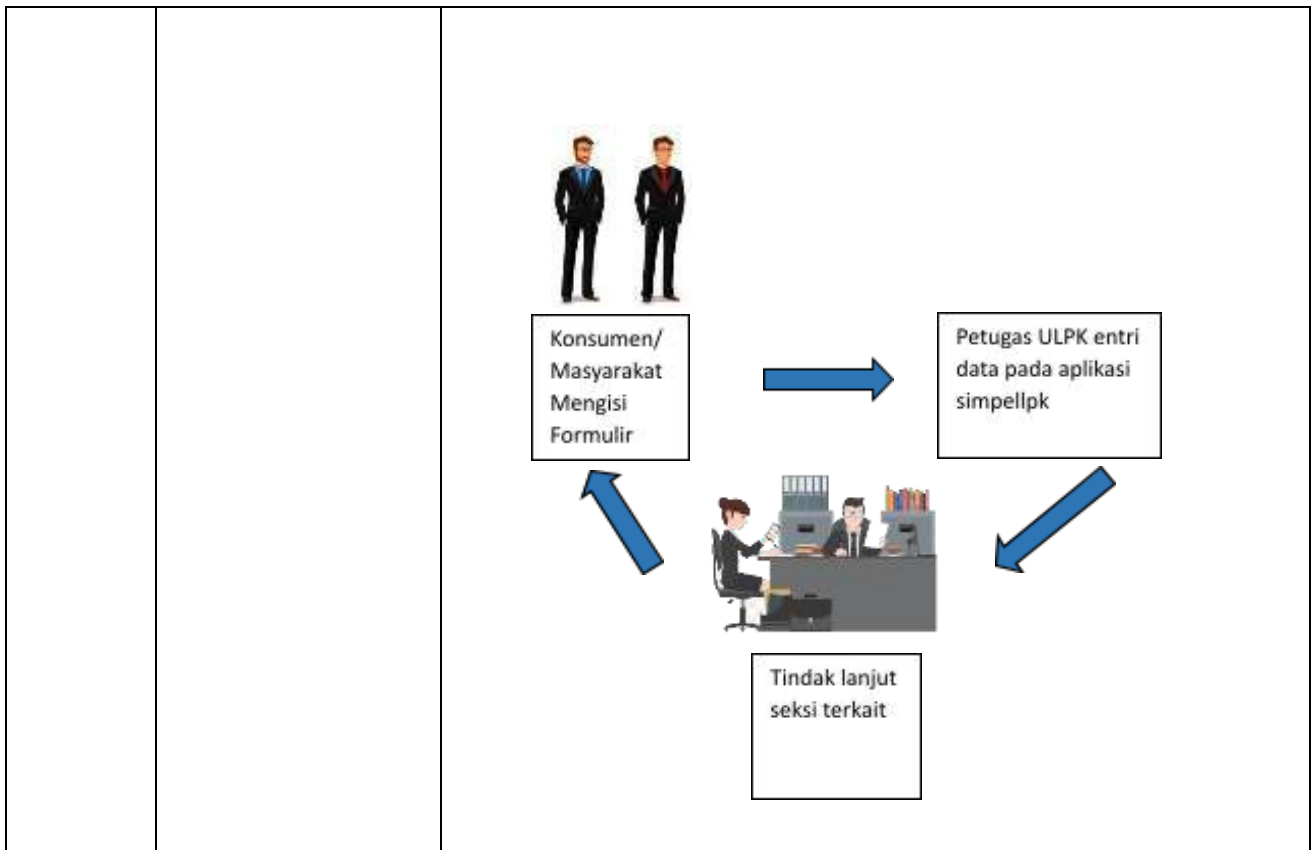 Konsumen/
Masyarakat
Mengisi
Formulir
Petugas ULPK entri
data pada aplikasi
simpellpk
Tindak lanjut
seksi terkait